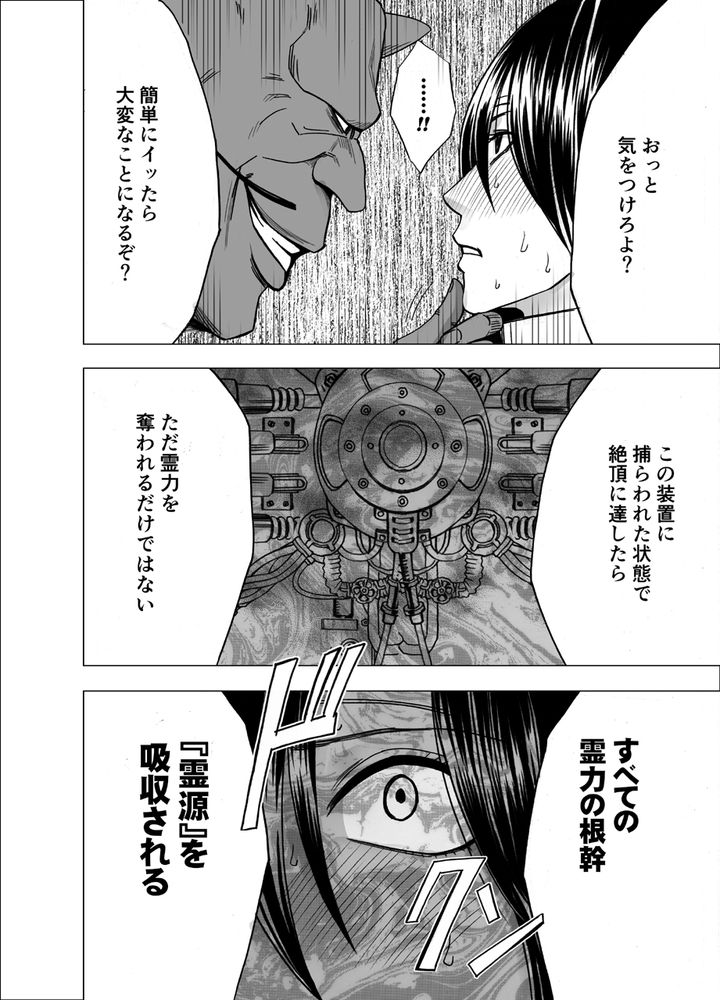 おっと
気をつけろよ?
……!!
簡単にイッたら
大変なことになるぞ?
この装置に
捕らわれた状態で
絶頂に達したら
ただ霊力を
奪われるだけではない
すべての
霊力の根幹
『霊源』を
吸収される
ドクンッ